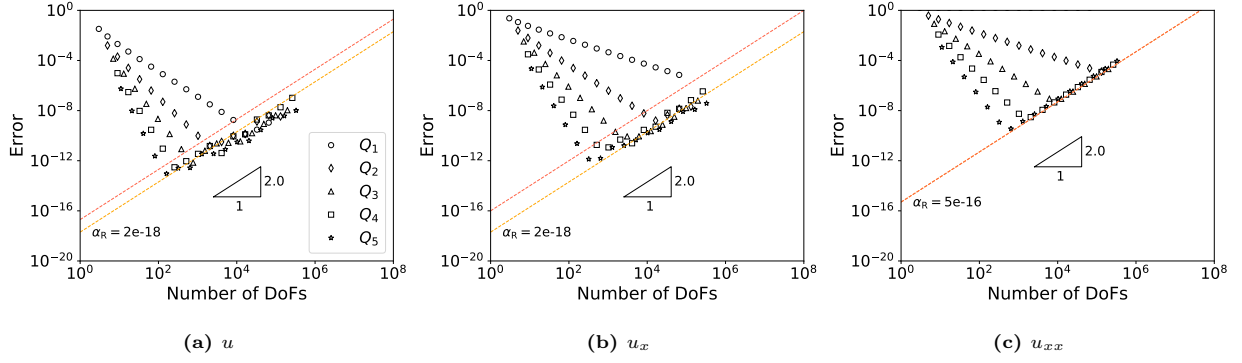 Error
10^0
10^-4
10^-8
10^-12
10^-16
10^-20
Q_1
Q_2
Q_3
Q_4
Q_5
2.0
1
α_R = 2e-18
10^0 10^2 10^4 10^6 10^8
Number of DoFs
(a) u
Error
10^0
10^-4
10^-8
10^-12
10^-16
10^-20
2.0
1
α_R = 2e-18
10^0 10^2 10^4 10^6 10^8
Number of DoFs
(b) u_x
Error
10^0
10^-4
10^-8
10^-12
10^-16
10^-20
2.0
1
α_R = 5e-16
10^0 10^2 10^4 10^6 10^8
Number of DoFs
(c) u_xx